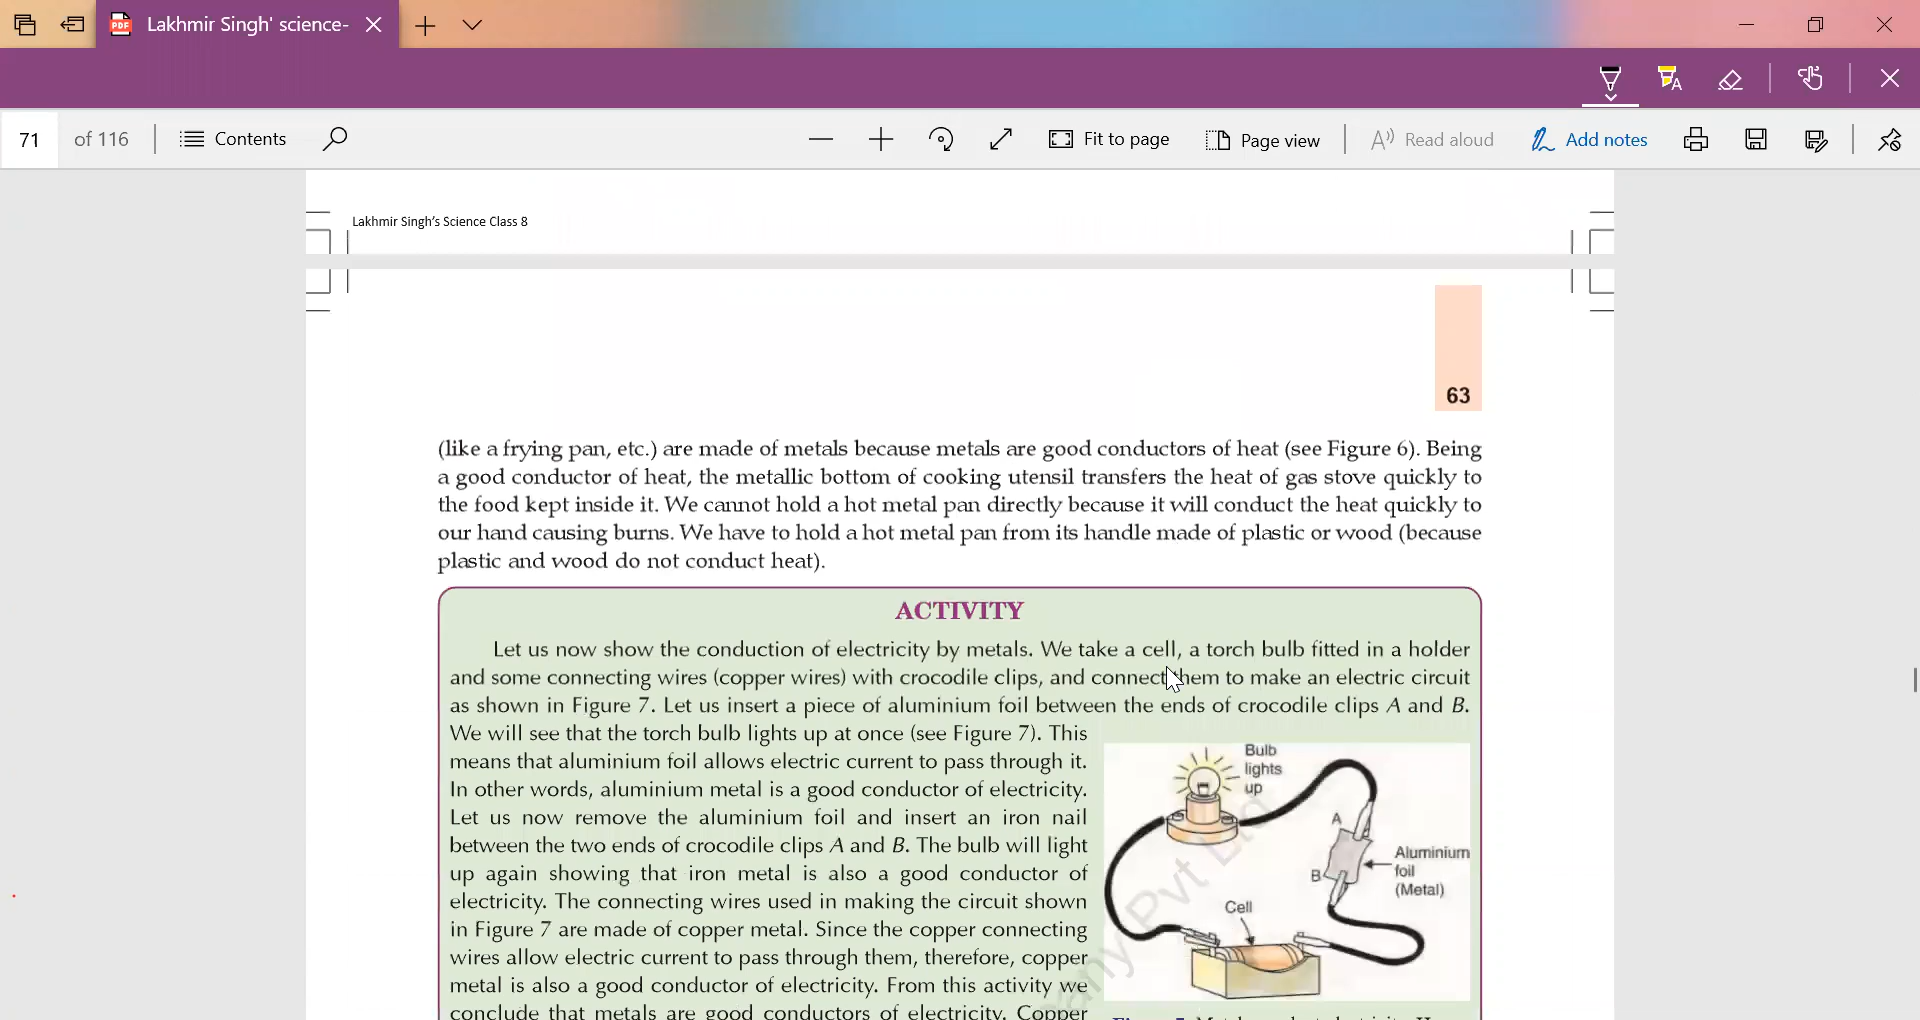 Lakhmir Singh' science-
71 of 116 Contents Fit to page Page view Read aloud Add notes
Lakhmir Singh's Science Class 8
63
(like a frying pan, etc.) are made of metals because metals are good conductors of heat (see Figure 6). Being
a good conductor of heat, the metallic bottom of cooking utensil transfers the heat of gas stove quickly to
the food kept inside it. We cannot hold a hot metal pan directly because it will conduct the heat quickly to
our hand causing burns. We have to hold a hot metal pan from its handle made of plastic or wood (because
plastic and wood do not conduct heat).
ACTIVITY
Let us now show the conduction of electricity by metals. We take a cell, a torch bulb fitted in a holder
and some connecting wires (copper wires) with crocodile clips, and connect them to make an electric circuit
as shown in Figure 7. Let us insert a piece of aluminium foil between the ends of crocodile clips A and B.
We will see that the torch bulb lights up at once (see Figure 7). This
means that aluminium foil allows electric current to pass through it.
In other words, aluminium metal is a good conductor of electricity.
Let us now remove the aluminium foil and insert an iron nail
between the two ends of crocodile clips A and B. The bulb will light
up again showing that iron metal is also a good conductor of
electricity. The connecting wires used in making the circuit shown
in Figure 7 are made of copper metal. Since the copper connecting
wires allow electric current to pass through them, therefore, copper
metal is also a good conductor of electricity. From this activity we
conclude that metals are good conductors of electricity. Copper
Bulb
lights
up
A
Aluminium
foil
(Metal)
B
Cell
any Pvt Ltd